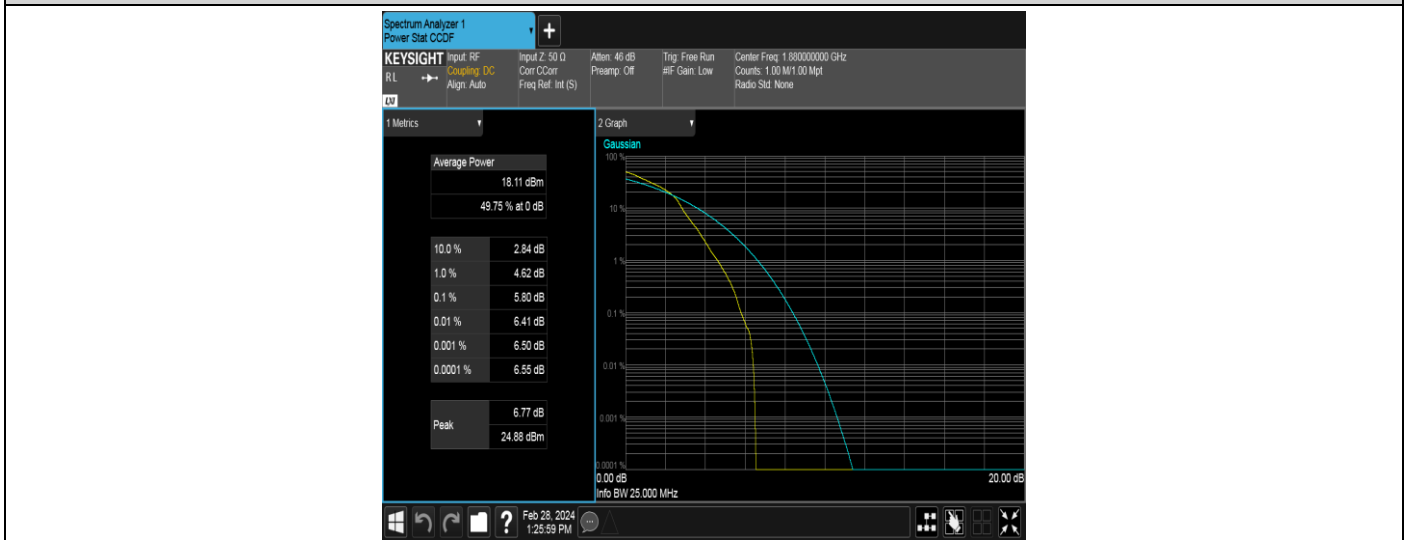 Spectrum Analyzer 1
Power Stat CCDF
+
KEYSIGHT
RL
LXI
Input: RF
Coupling: DC
Align: Auto
Input Z: 50 Ω
Corr CCorr
Freq Ref: Int (S)
Atten: 46 dB
Preamp: Off
Trig: Free Run
#IF Gain: Low
Center Freq: 1.880000000 GHz
Counts: 1.00 M/1.00 Mpt
Radio Std: None
1 Metrics
Average Power
18.11 dBm
49.75 % at 0 dB
10.0 % 2.84 dB
1.0 % 4.62 dB
0.1 % 5.80 dB
0.01 % 6.41 dB
0.001 % 6.50 dB
0.0001 % 6.55 dB
Peak 6.77 dB
24.88 dBm
2 Graph
Gaussian
100 %
10 %
1 %
0.1 %
0.01 %
0.001 %
0.0001 %
0.00 dB 20.00 dB
Info BW 25.000 MHz
?
Feb 28, 2024
1:25:59 PM